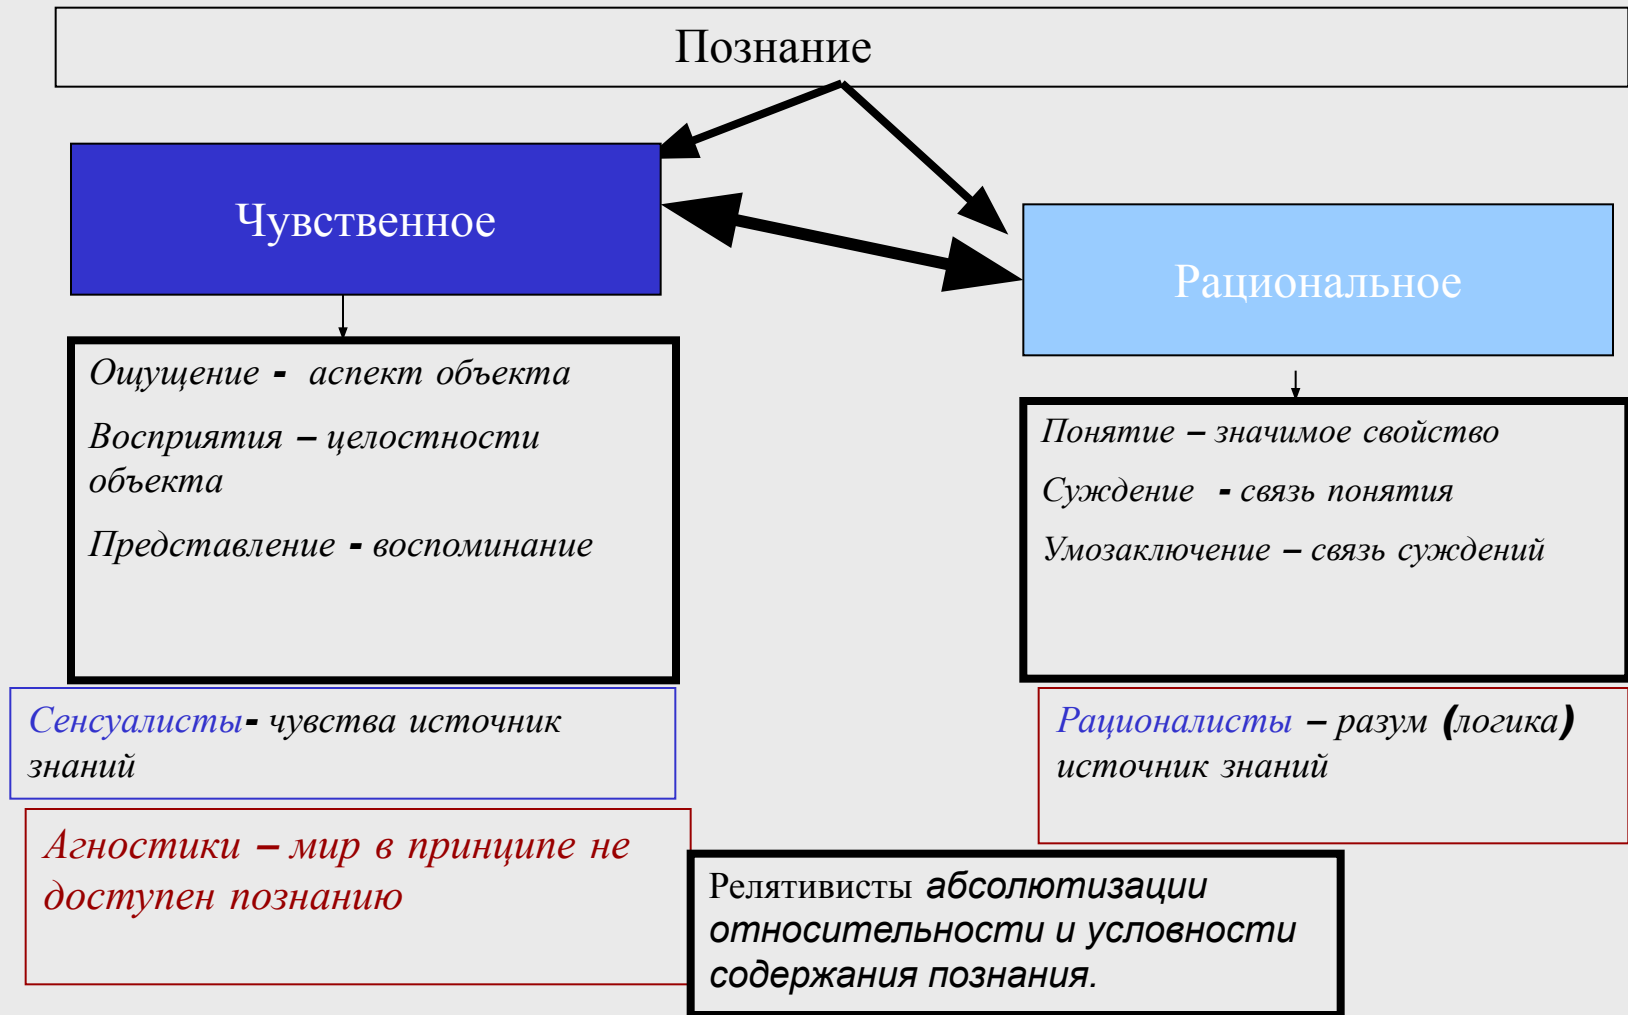 Познание
Чувственное
Рациональное
Ощущение - аспект объекта
Восприятия – целостности
объекта
Представление - воспоминание
Понятие – значимое свойство
Суждение - связь понятия
Умозаключение – связь суждений
Сенсуалисты- чувства источник
знаний
Рационалисты – разум (логика)
источник знаний
Агностики – мир в принципе не
доступен познанию
Релятивисты абсолютизации
относительности и условности
содержания познания.